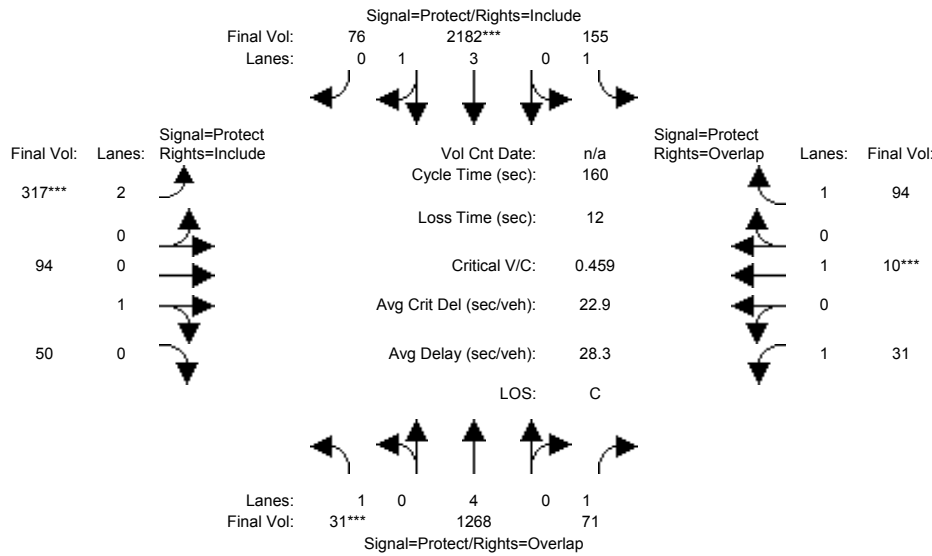 Signal=Protect/Rights=Include
Final Vol: 76 2182*** 155
Lanes: 0 1 3 0 1
Signal=Protect Signal=Protect
Final Vol: Lanes: Rights=Include Vol Cnt Date: n/a Rights=Overlap Lanes: Final Vol:
Cycle Time (sec): 160
317*** 2 1 94
Loss Time (sec): 12
0 0
94 0 Critical V/C: 0.459 1 10***
1 Avg Crit Del (sec/veh): 22.9 0
50 0 Avg Delay (sec/veh): 28.3 1 31
LOS: C
Lanes: 1 0 4 0 1
Final Vol: 31*** 1268 71
Signal=Protect/Rights=Overlap